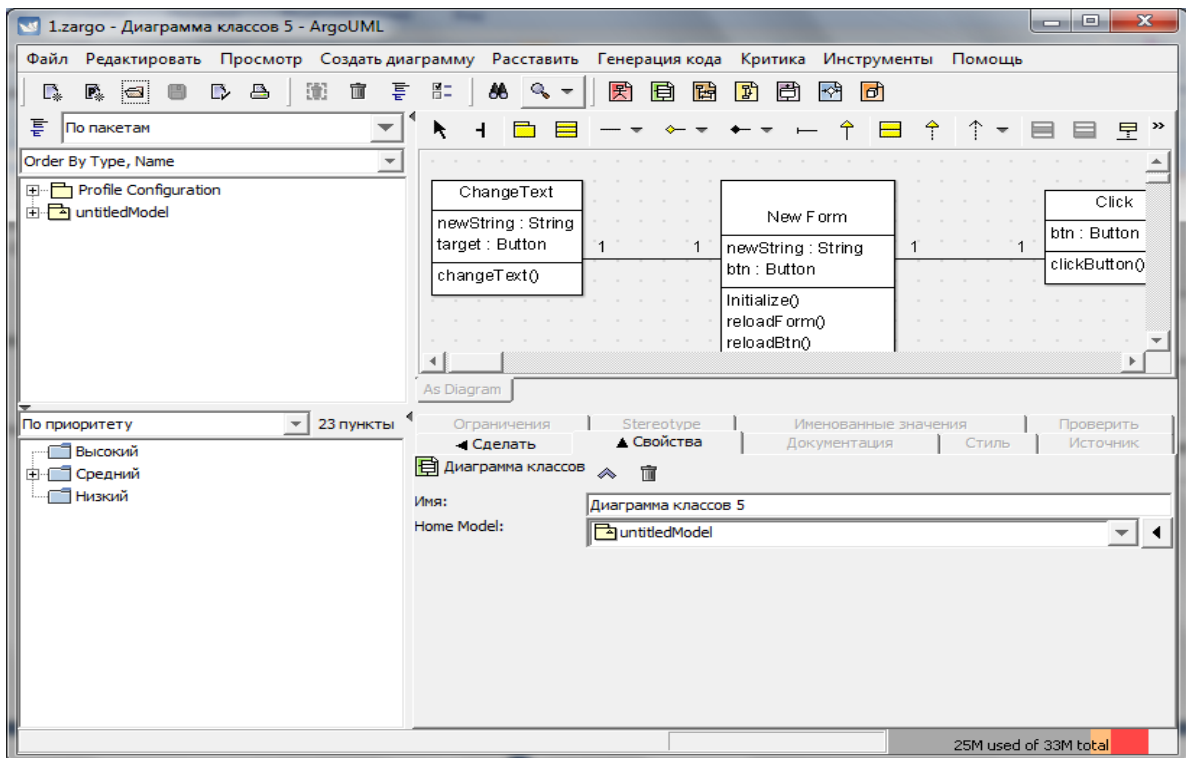 1.zargo - Диаграмма классов 5 - ArgoUML
Файл Редактировать Просмотр Создать диаграмму Расставить Генерация кода Критика Инструменты Помощь
По пакетам
Order By Type, Name
Profile Configuration
untitledModel
ChangeText
newString : String
target : Button
changeText()
1 1
New Form
newString : String
btn : Button
Initialize()
reloadForm()
reloadBtn()
1 1
Click
btn : Button
clickButton()
As Diagram
По приоритету 23 пункты
Высокий
Средний
Низкий
Ограничения Stereotype Именованные значения Проверить
Сделать Свойства Документация Стиль Источник
Диаграмма классов
Имя: Диаграмма классов 5
Home Model: untitledModel
25M used of 33M total